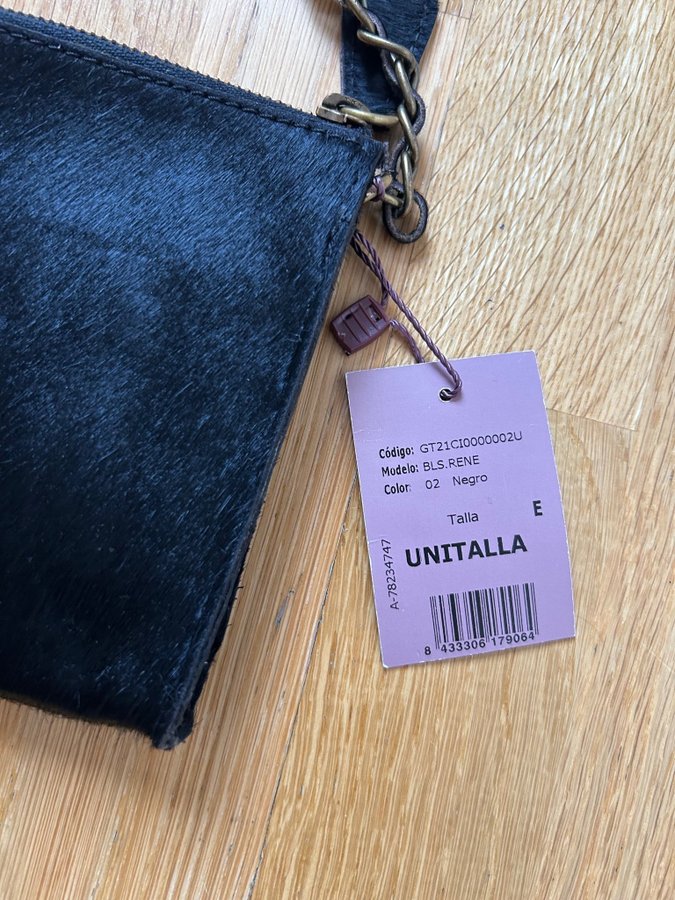 Código: GT21CI0000002U
Modelo: BLS.RENE
Color: 02 Negro
Talla
E
UNITALLA
A-78234747
8 433306 179064